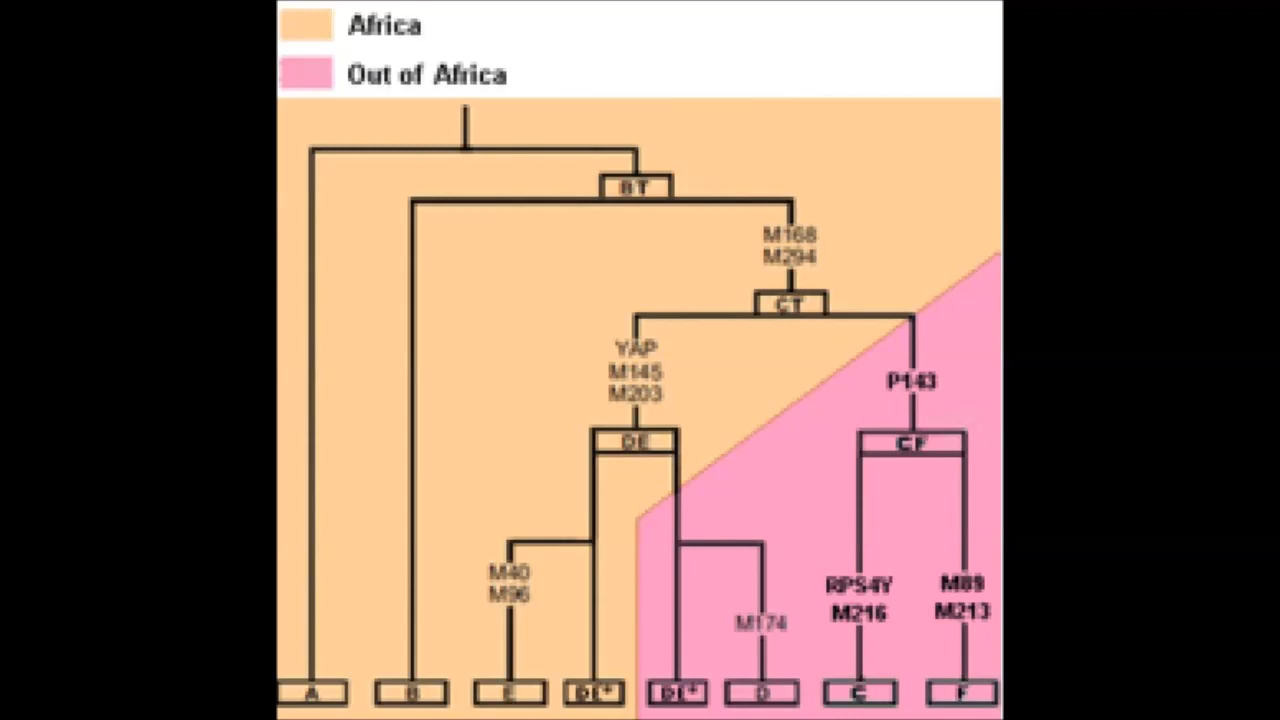 Africa
Out of Africa
BT
M168
M294
CT
YAP
M145
M203
P143
DE
CF
M40
M96
RPS4Y
M216
M89
M213
M174
A
B
E
DE*
DE*
D
C
F